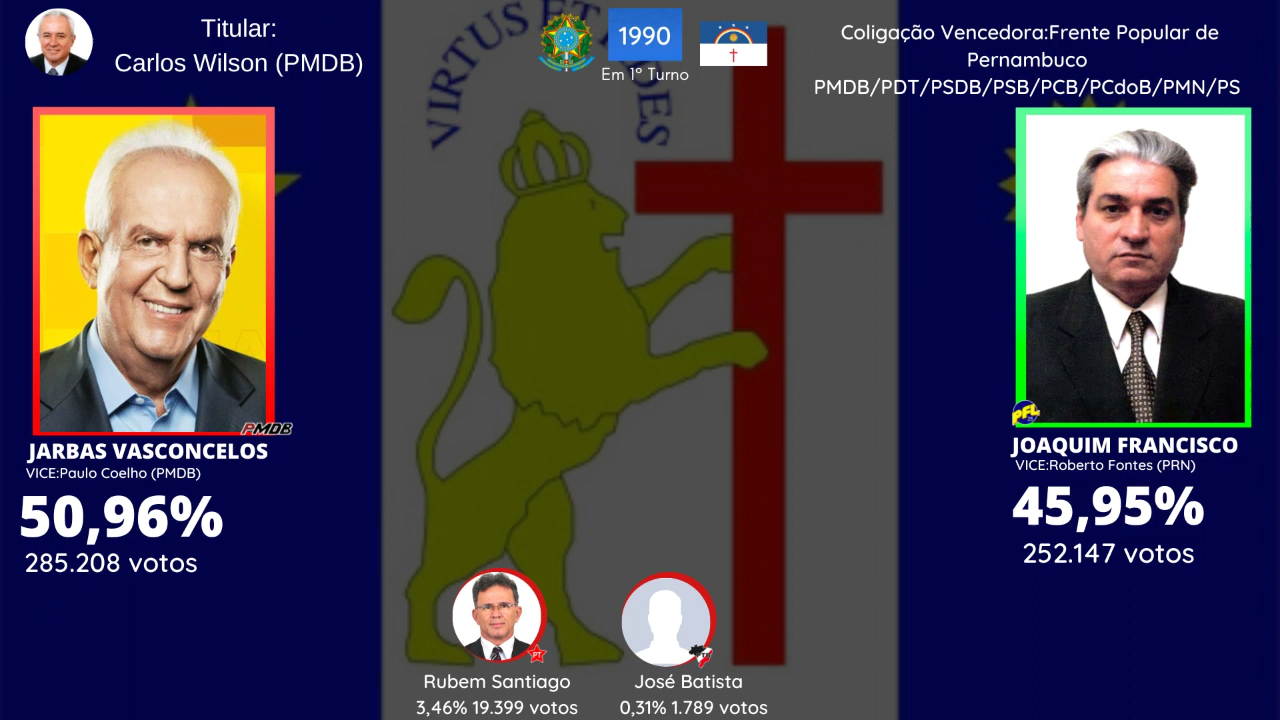 Titular:
Carlos Wilson (PMDB)
VIRTUS ET FIDES
1990
Em 1º Turno
Coligação Vencedora:Frente Popular de
Pernambuco
PMDB/PDT/PSDB/PSB/PCB/PCdoB/PMN/PS
PMDB
JARBAS VASCONCELOS
VICE:Paulo Coelho (PMDB)
50,96%
285.208 votos
PFL
JOAQUIM FRANCISCO
VICE:Roberto Fontes (PRN)
45,95%
252.147 votos
PT
Rubem Santiago
3,46% 19.399 votos
José Batista
0,31% 1.789 votos